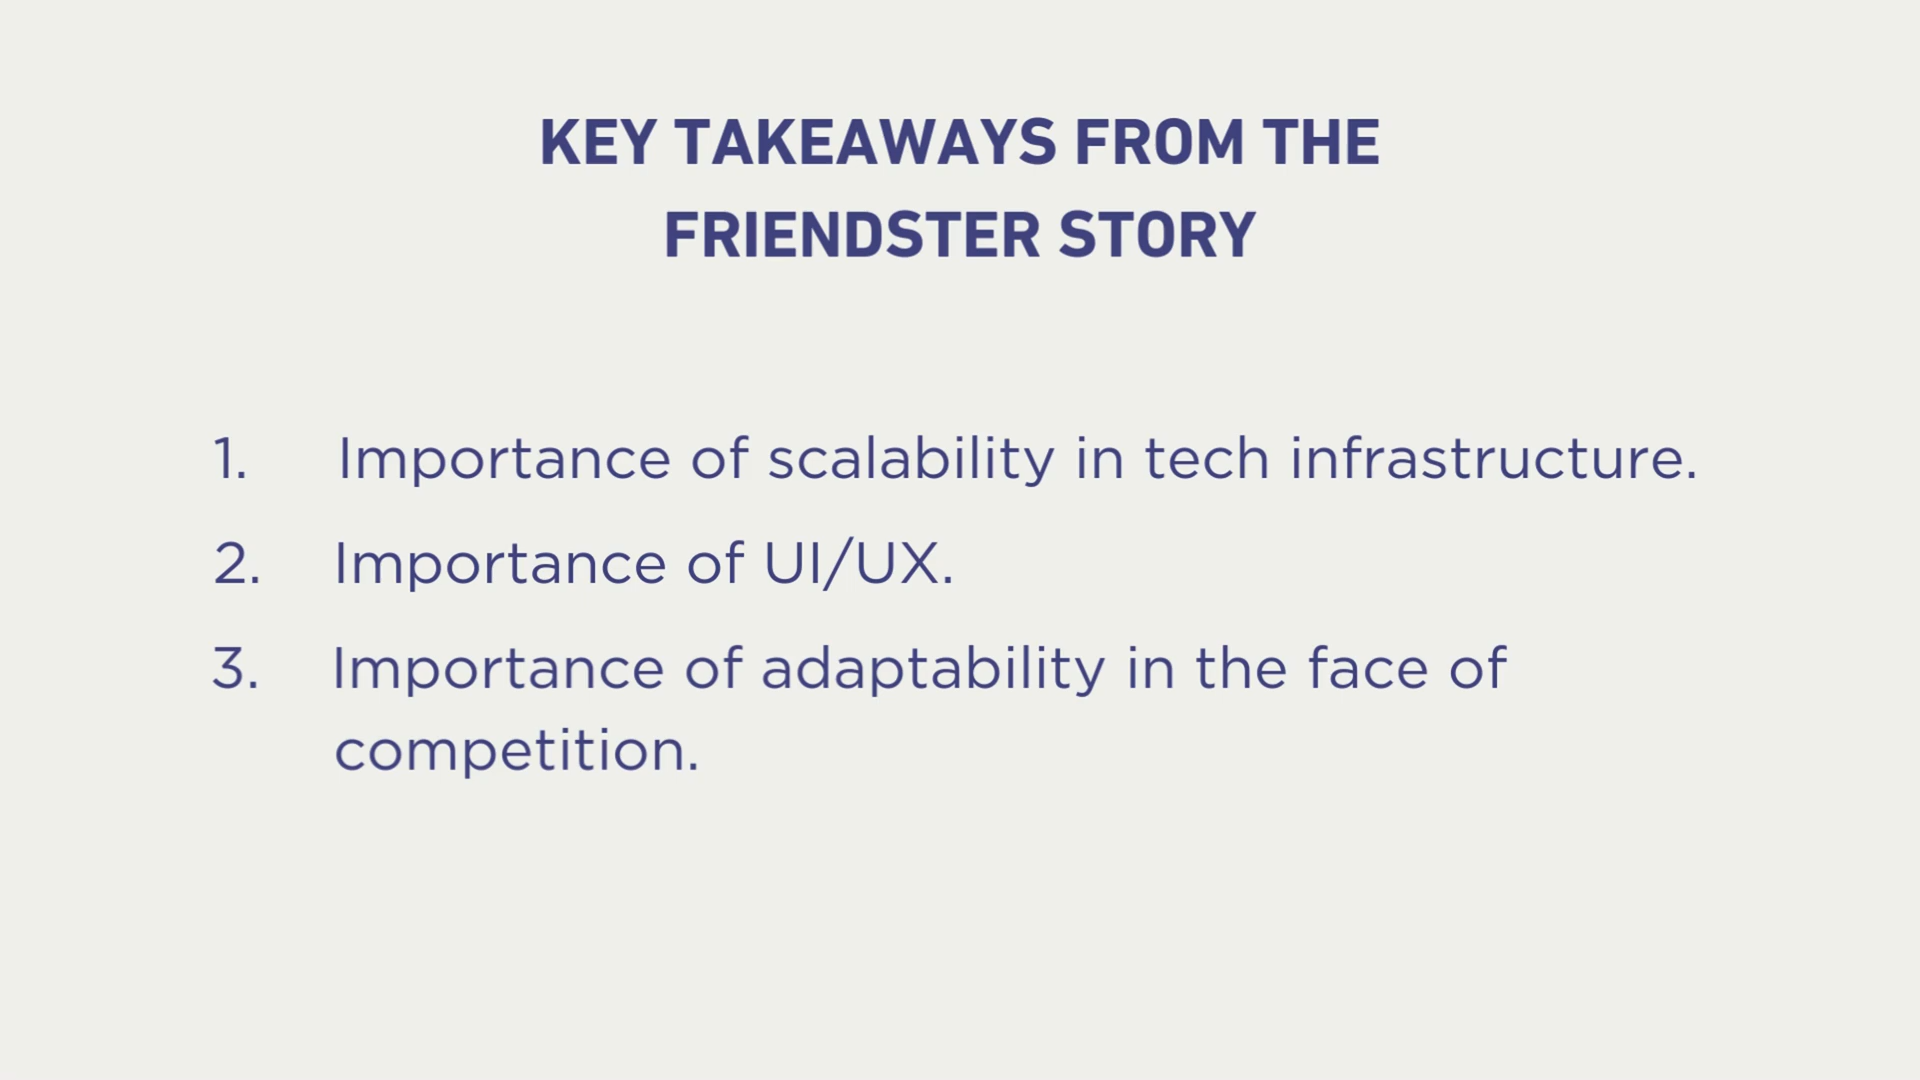 KEY TAKEAWAYS FROM THE
FRIENDSTER STORY
1. Importance of scalability in tech infrastructure.
2. Importance of UI/UX.
3. Importance of adaptability in the face of
competition.